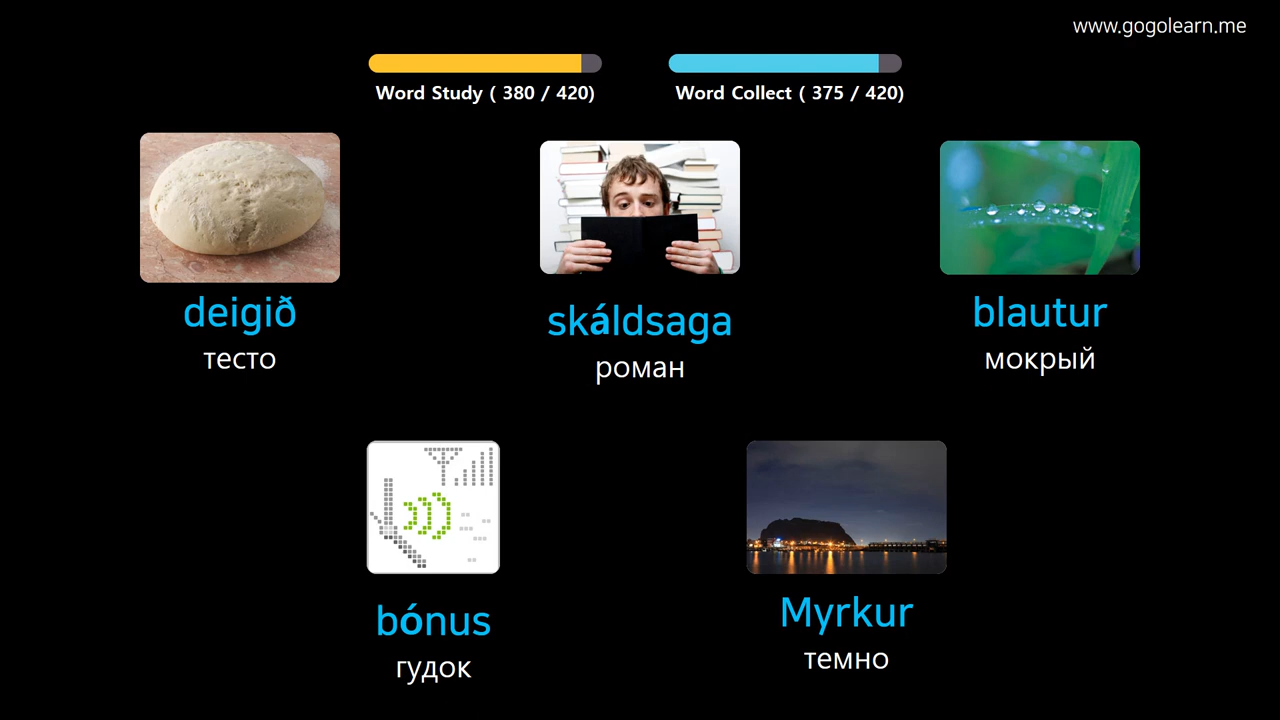 www.gogolearn.me
Word Study ( 380 / 420)
Word Collect ( 375 / 420)
deigið
тесто
skáldsaga
роман
blautur
мокрый
bónus
гудок
Myrkur
темно